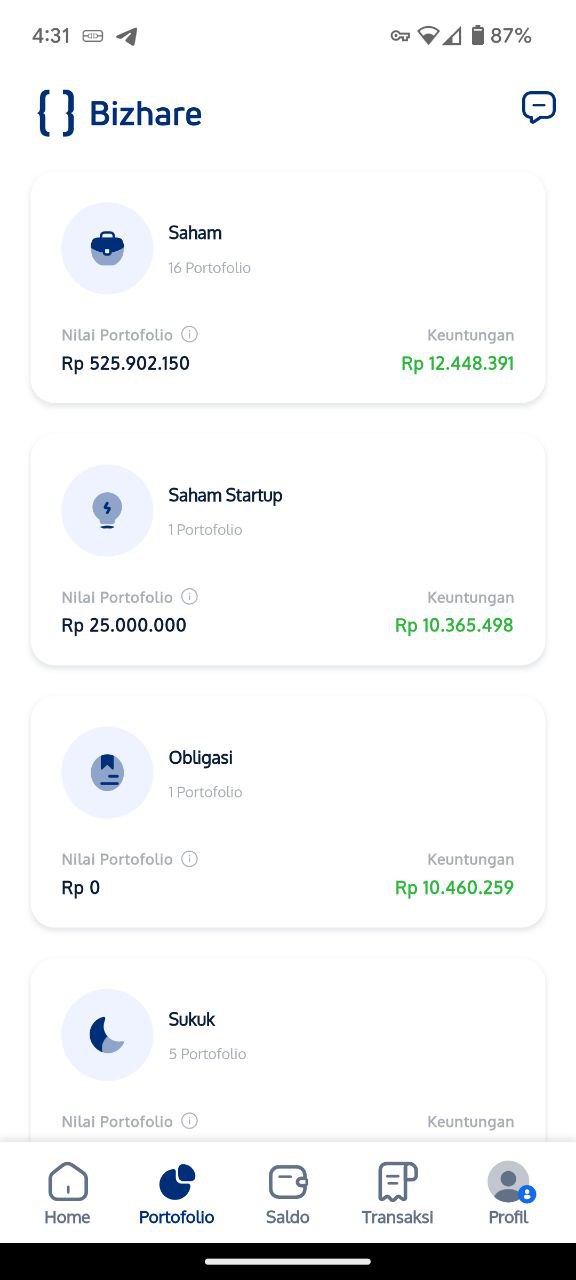 4:31 87%
Bizhare
Saham
16 Portofolio
Nilai Portofolio Keuntungan
Rp 525.902.150 Rp 12.448.391
Saham Startup
1 Portofolio
Nilai Portofolio Keuntungan
Rp 25.000.000 Rp 10.365.498
Obligasi
1 Portofolio
Nilai Portofolio Keuntungan
Rp 0 Rp 10.460.259
Sukuk
5 Portofolio
Nilai Portofolio Keuntungan
Home Portofolio Saldo Transaksi Profil